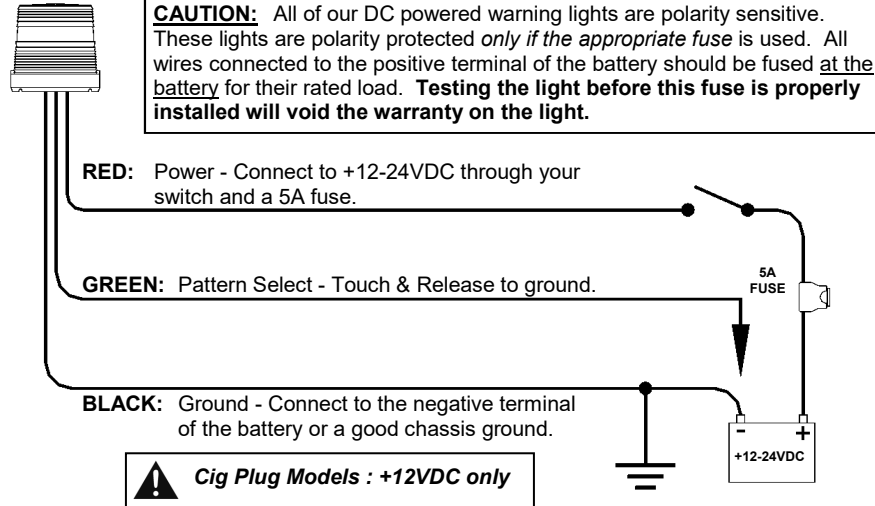 CAUTION: All of our DC powered warning lights are polarity sensitive.
These lights are polarity protected only if the appropriate fuse is used. All
wires connected to the positive terminal of the battery should be fused at the
battery for their rated load. Testing the light before this fuse is properly
installed will void the warranty on the light.
RED: Power - Connect to +12-24VDC through your
switch and a 5A fuse.
GREEN: Pattern Select - Touch & Release to ground.
5A
FUSE
BLACK: Ground - Connect to the negative terminal
of the battery or a good chassis ground.
- +
+12-24VDC
Cig Plug Models : +12VDC only